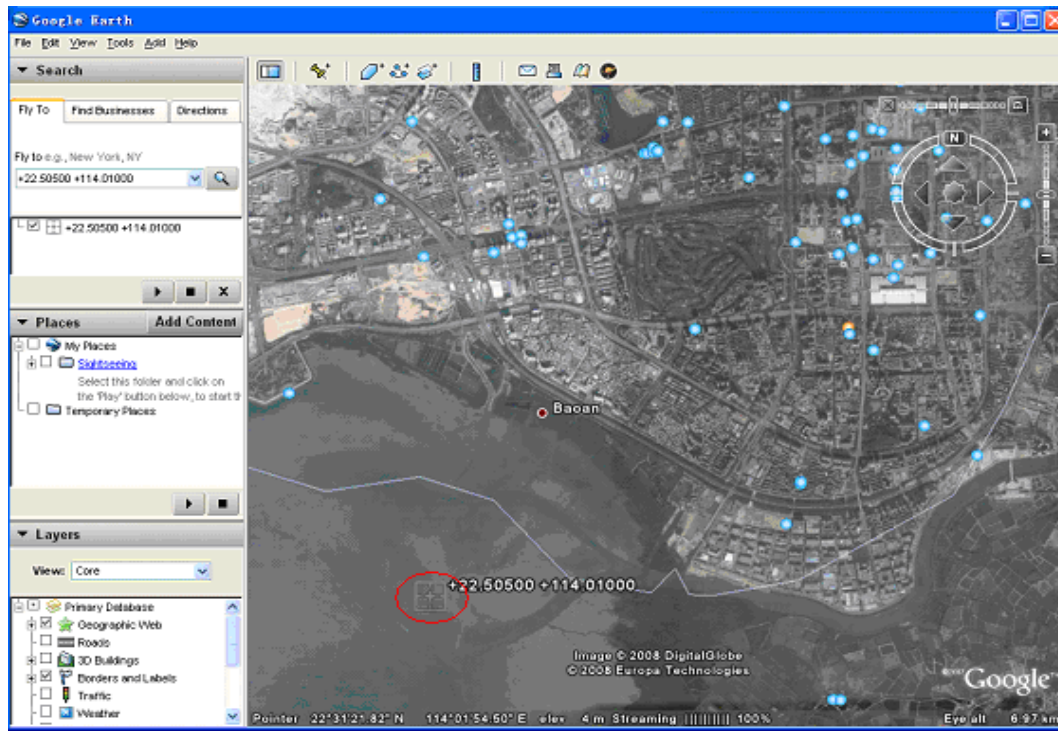 Google Earth
File Edit View Tools Add Help
Search
Fly To Find Businesses Directions
Fly to e.g., New York, NY
+22.50500 +114.01000
+22.50500 +114.01000
Places Add Content
My Places
Sightseeing
Select this folder and click on
the 'Play' button below, to start th
Temporary Places
Layers
View: Core
Primary Database
Geographic Web
Roads
3D Buildings
Borders and Labels
Traffic
Weather
N
Baoan
+22.50500 +114.01000
Image © 2008 DigitalGlobe
© 2008 Europa Technologies
Google
Pointer 22°31'21.82" N 114°01'54.50" E elev 4 m Streaming |||||||||| 100% Eye alt 6.97 km